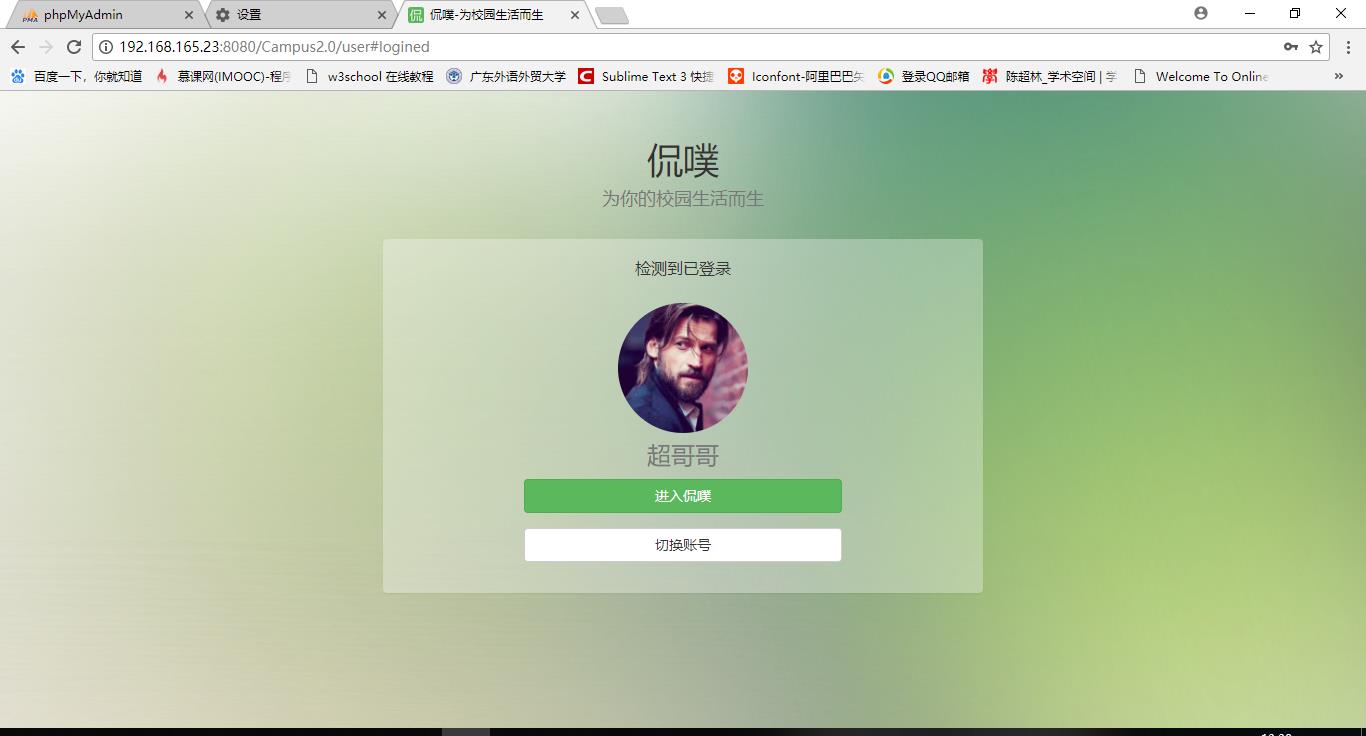 phpMyAdmin
设置
侃噗-为校园生活而生
192.168.165.23:8080/Campus2.0/user#logined
百度一下，你就知道
慕课网(IMOOC)-程序
w3school 在线教程
广东外语外贸大学
Sublime Text 3 快捷
Iconfont-阿里巴巴矢
登录QQ邮箱
陈超林_学术空间 | 学
Welcome To Online
»
侃噗
为你的校园生活而生
检测到已登录
超哥哥
进入侃噗
切换账号